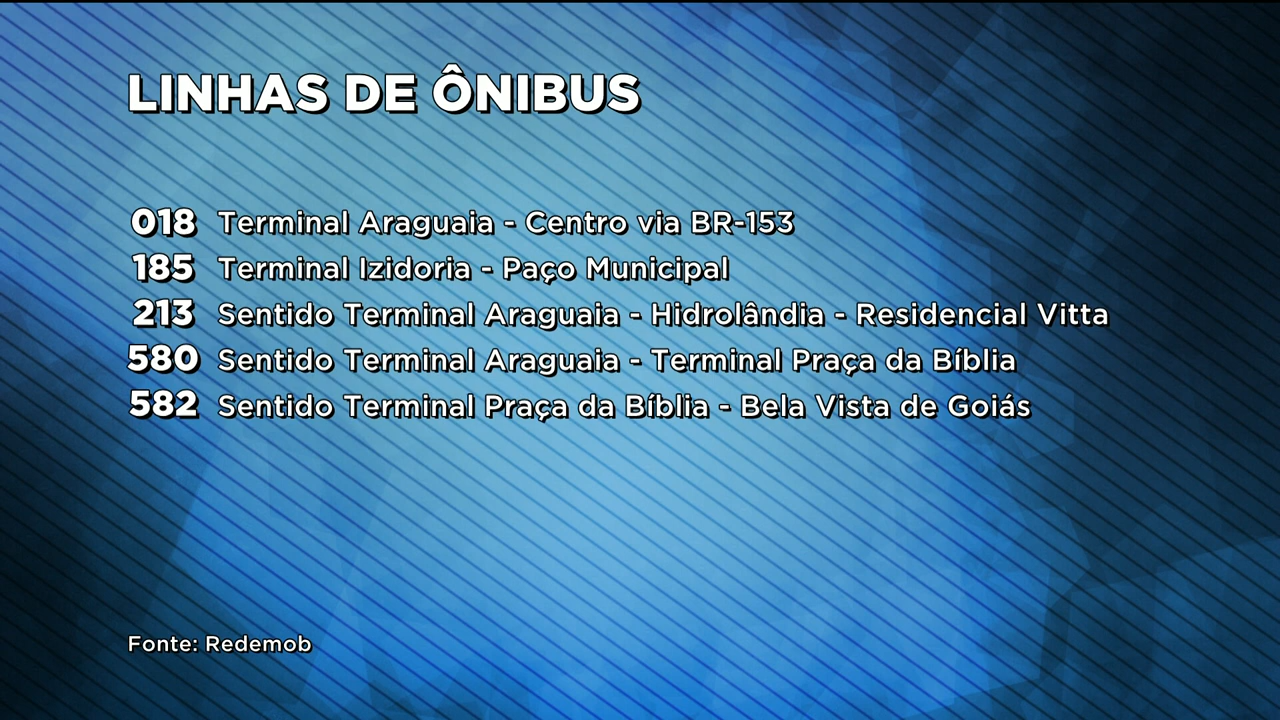 LINHAS DE ÔNIBUS
018 Terminal Araguaia - Centro via BR-153
185 Terminal Izidoria - Paço Municipal
213 Sentido Terminal Araguaia - Hidrolândia - Residencial Vitta
580 Sentido Terminal Araguaia - Terminal Praça da Bíblia
582 Sentido Terminal Praça da Bíblia - Bela Vista de Goiás
Fonte: Redemob